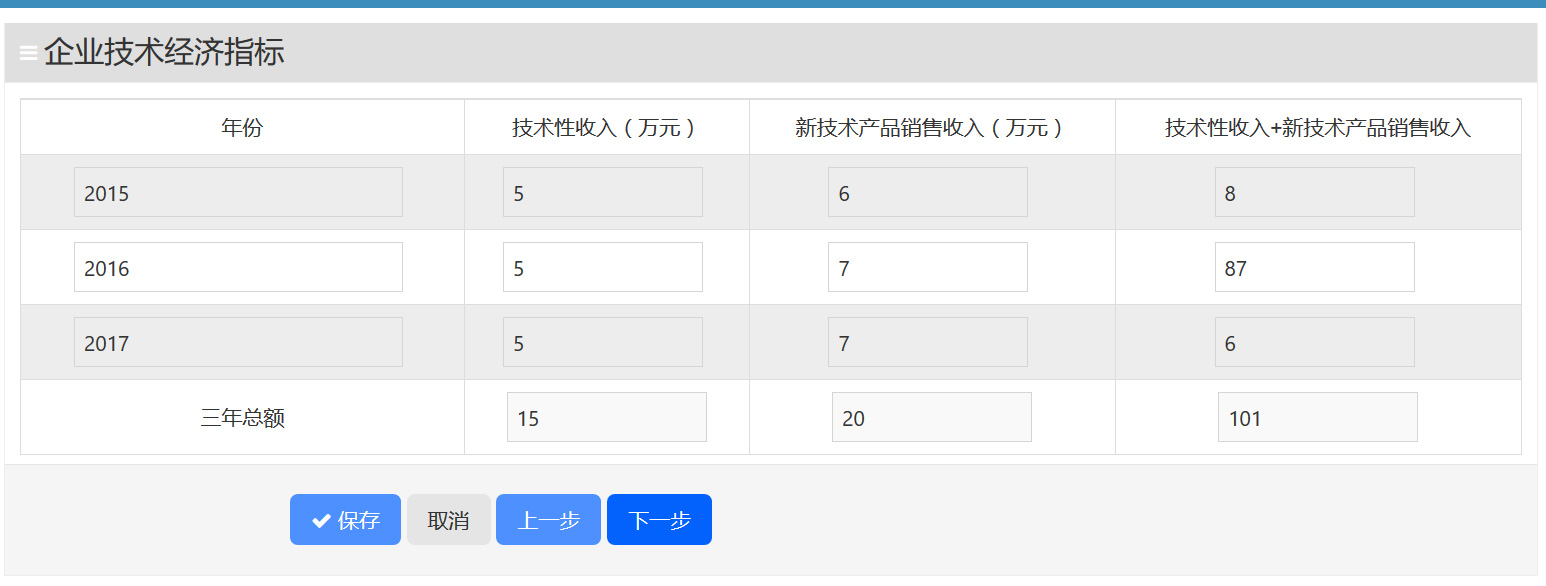 企业技术经济指标
年份 技术性收入（万元） 新技术产品销售收入（万元） 技术性收入+新技术产品销售收入
2015 5 6 8
2016 5 7 87
2017 5 7 6
三年总额 15 20 101
保存 取消 上一步 下一步